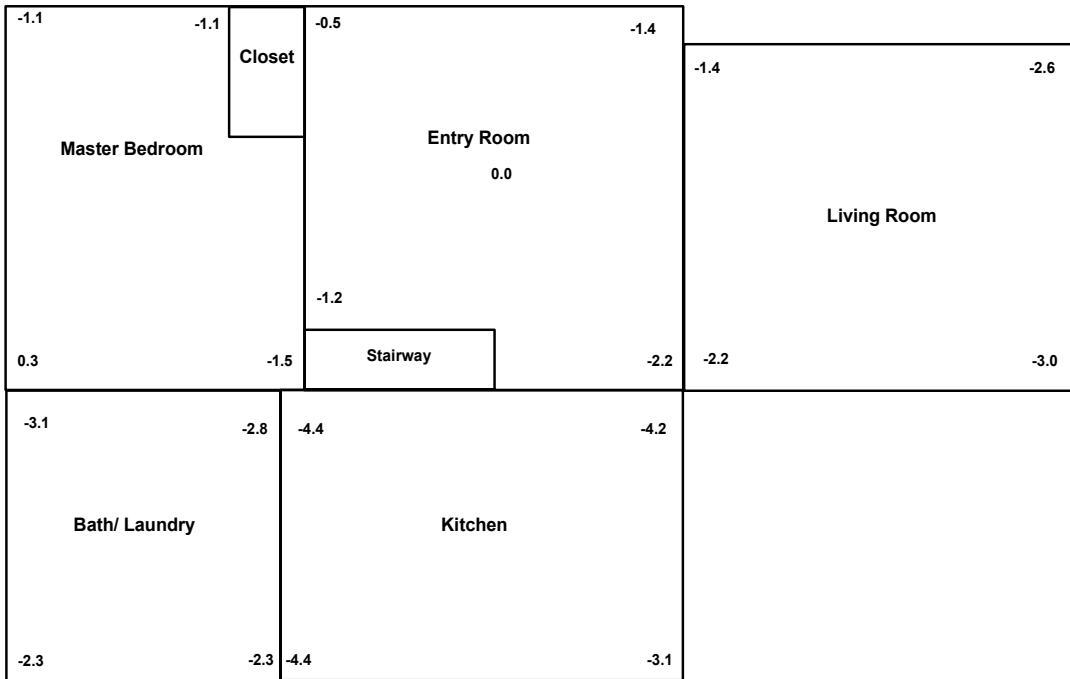 -1.1 -1.1 -0.5 -1.4
Closet
-1.4 -2.6
Master Bedroom Entry Room
0.0
Living Room
-1.2
0.3 -1.5 Stairway -2.2 -2.2 -3.0
-3.1 -2.8 -4.4 -4.2
Bath/ Laundry Kitchen
-2.3 -2.3 -4.4 -3.1